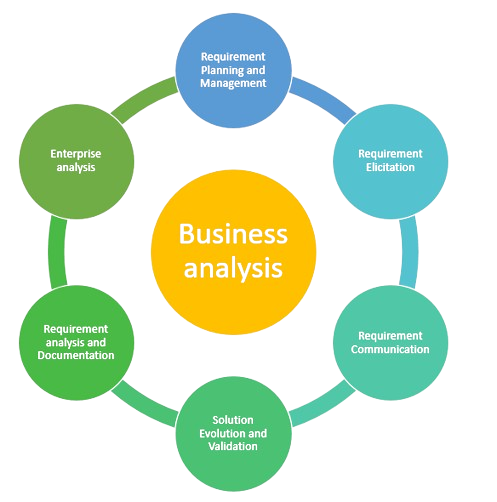 Requirement
Planning and
Management
Enterprise
analysis
Requirement
Elicitation
Business
analysis
Requirement
analysis and
Documentation
Requirement
Communication
Solution
Evolution and
Validation